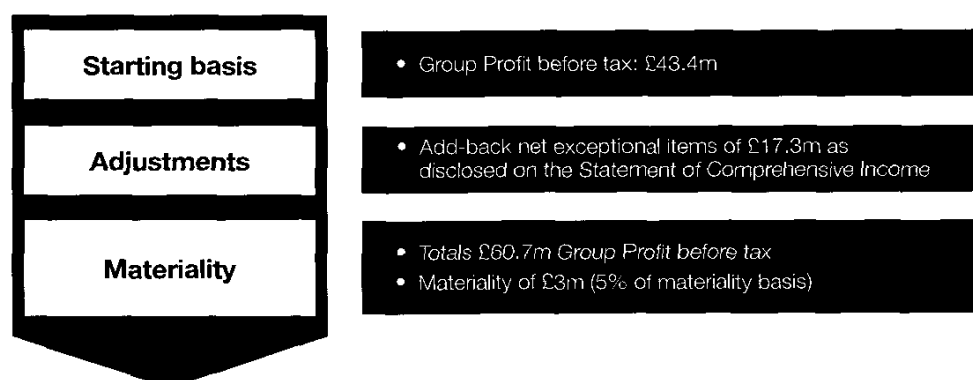 Starting basis
• Group Profit before tax: £43.4m
Adjustments
• Add-back net exceptional items of £17.3m as
disclosed on the Statement of Comprehensive Income
Materiality
• Totals £60.7m Group Profit before tax
• Materiality of £3m (5% of materiality basis)